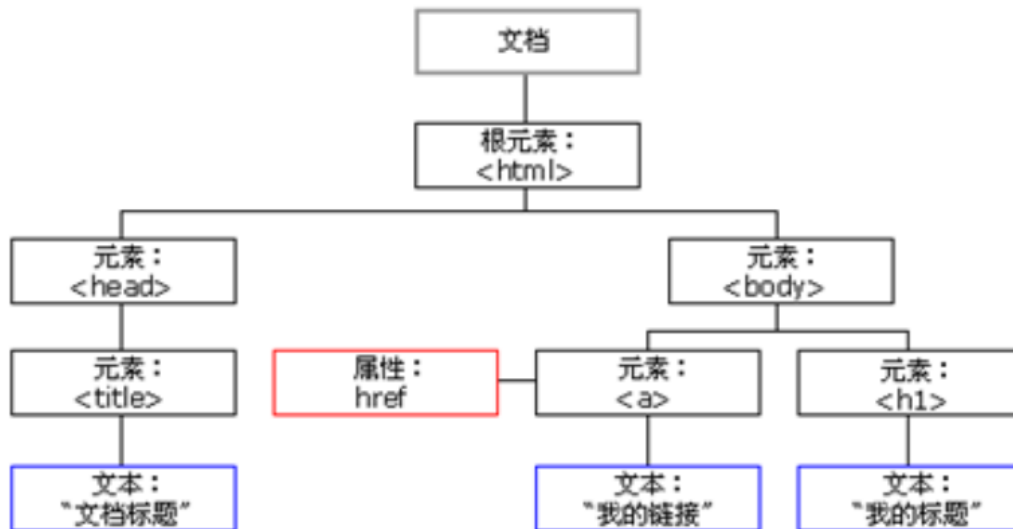 文档
根元素：
<html>
元素：
<head>
元素：
<body>
元素：
<title>
属性：
href
元素：
<a>
元素：
<h1>
文本：
“文档标题”
文本：
“我的链接”
文本：
“我的标题”